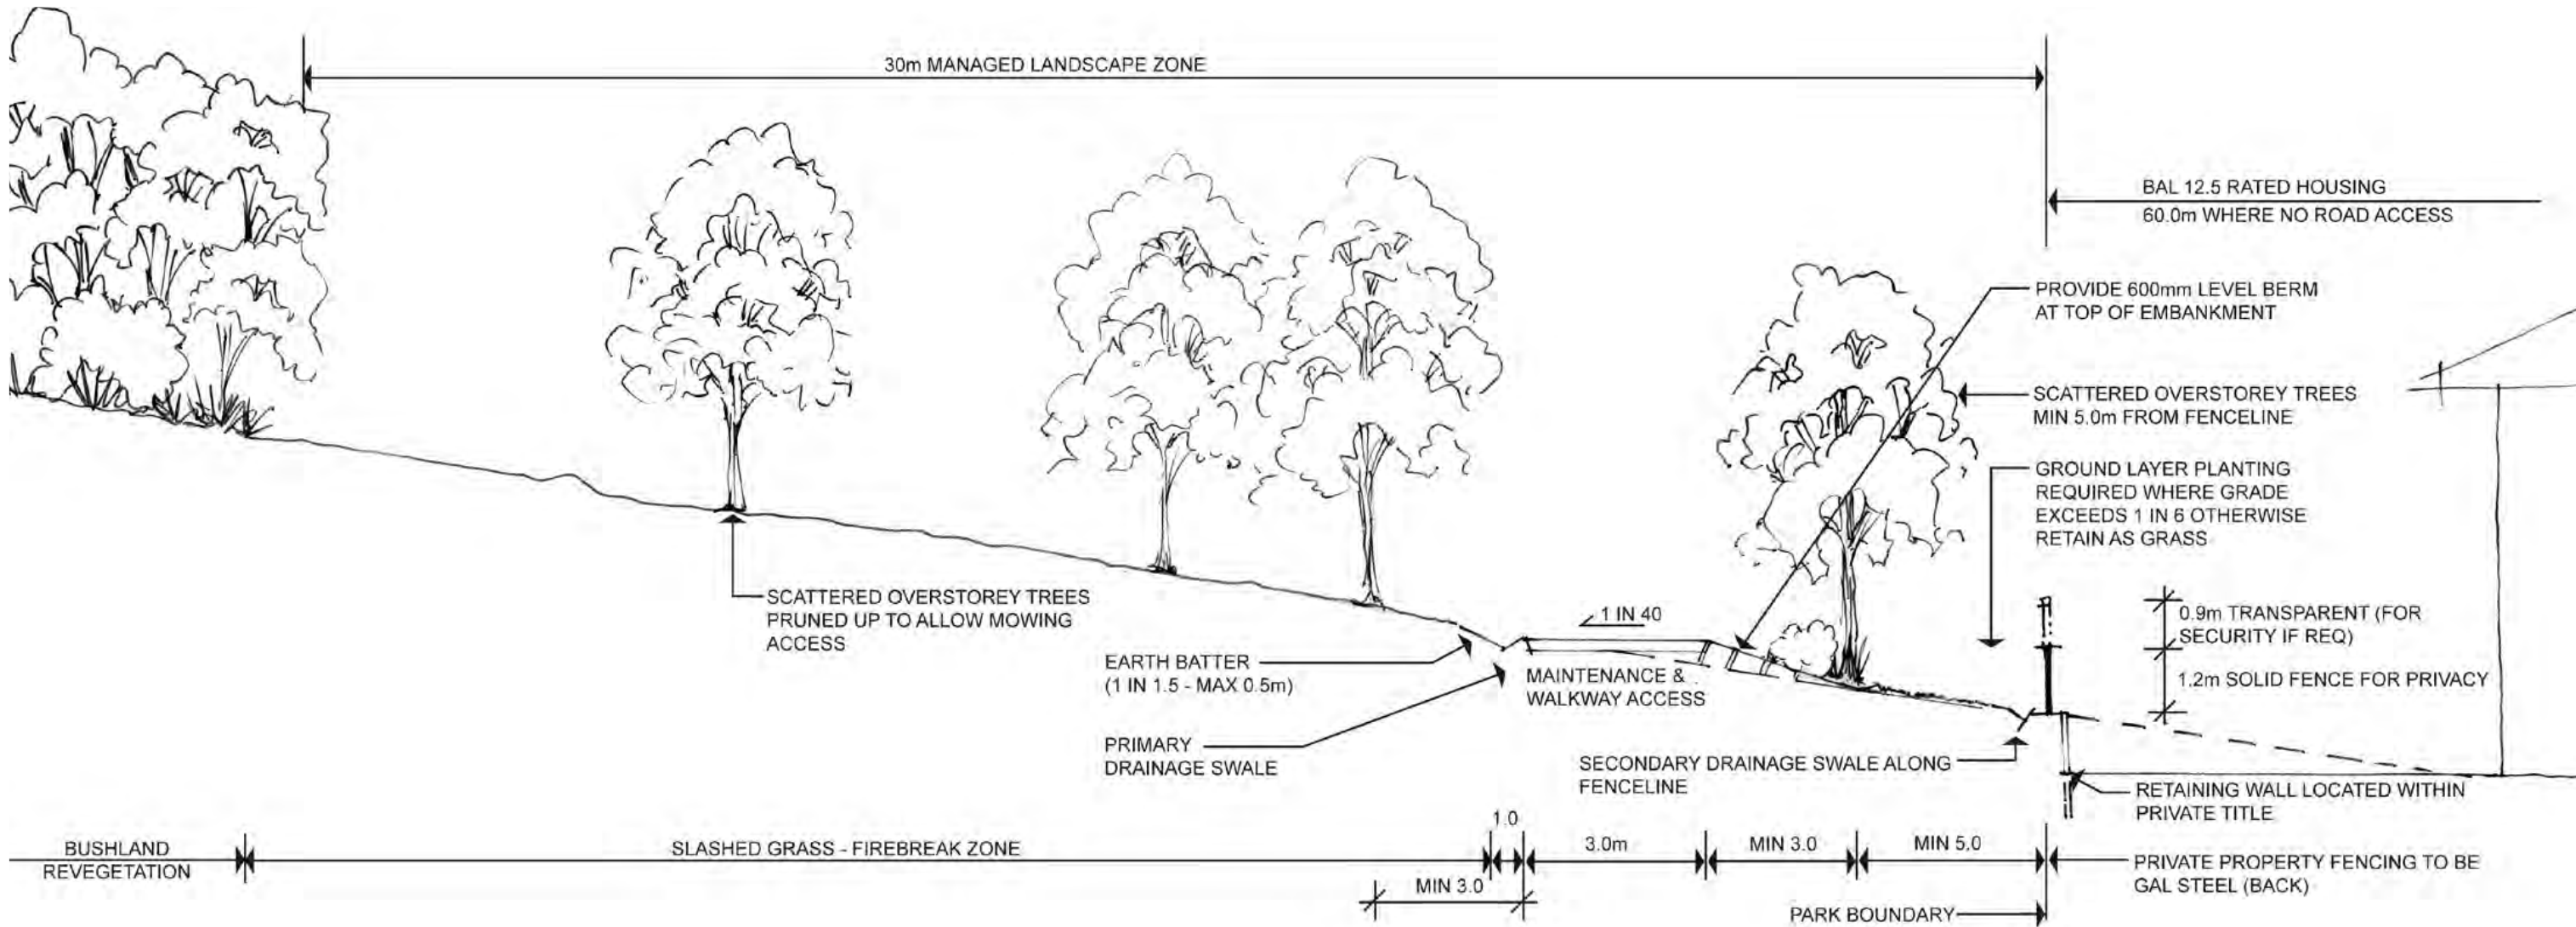 30m MANAGED LANDSCAPE ZONE
BAL 12.5 RATED HOUSING
60.0m WHERE NO ROAD ACCESS
PROVIDE 600mm LEVEL BERM
AT TOP OF EMBANKMENT
SCATTERED OVERSTOREY TREES
MIN 5.0m FROM FENCELINE
GROUND LAYER PLANTING
REQUIRED WHERE GRADE
EXCEEDS 1 IN 6 OTHERWISE
RETAIN AS GRASS
SCATTERED OVERSTOREY TREES
PRUNED UP TO ALLOW MOWING
ACCESS
1 IN 40
0.9m TRANSPARENT (FOR
SECURITY IF REQ)
EARTH BATTER
(1 IN 1.5 - MAX 0.5m)
MAINTENANCE &
WALKWAY ACCESS
1.2m SOLID FENCE FOR PRIVACY
PRIMARY
DRAINAGE SWALE
SECONDARY DRAINAGE SWALE ALONG
FENCELINE
RETAINING WALL LOCATED WITHIN
PRIVATE TITLE
BUSHLAND
REVEGETATION
SLASHED GRASS - FIREBREAK ZONE
1.0
3.0m
MIN 3.0
MIN 5.0
PRIVATE PROPERTY FENCING TO BE
GAL STEEL (BACK)
MIN 3.0
PARK BOUNDARY